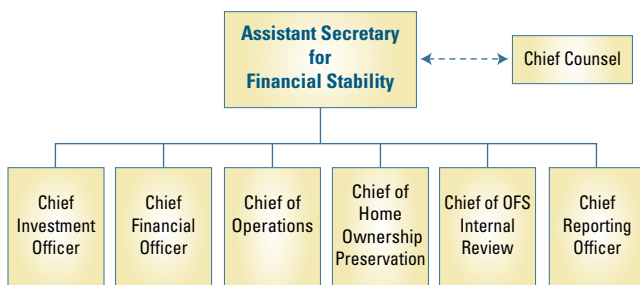 Assistant Secretary
for
Financial Stability
Chief Counsel
Chief
Investment
Officer
Chief
Financial
Officer
Chief of
Operations
Chief of
Home
Ownership
Preservation
Chief of OFS
Internal
Review
Chief
Reporting
Officer